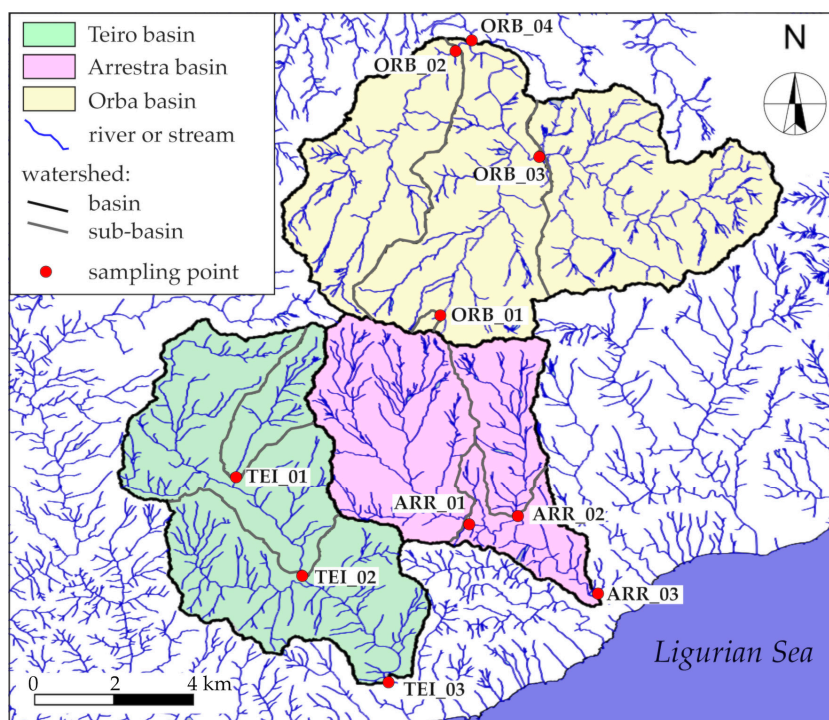 Teiro basin
Arrestra basin
Orba basin
river or stream
watershed:
basin
sub-basin
sampling point
N
ORB_04
ORB_02
ORB_03
ORB_01
TEI_01
ARR_01
ARR_02
TEI_02
ARR_03
Ligurian Sea
TEI_03
0 2 4 km